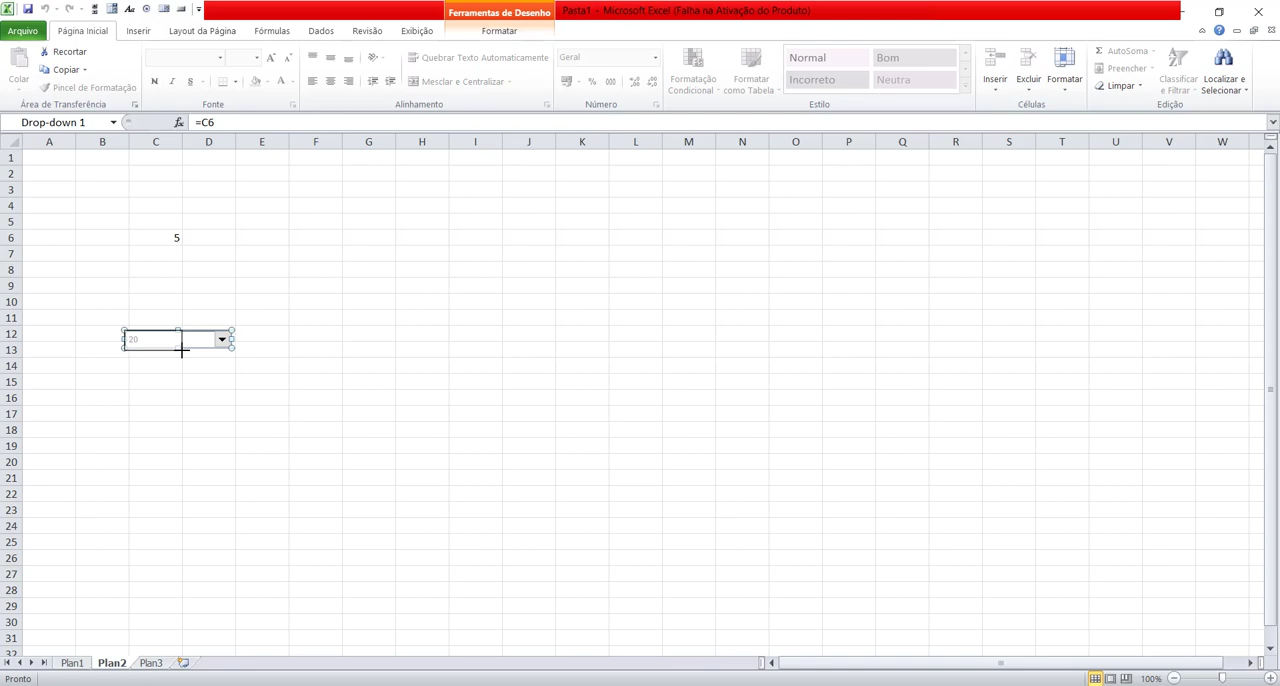 Ferramentas de Desenho
Pasta1 - Microsoft Excel (Falha na Ativação do Produto)
Arquivo Página Inicial Inserir Layout da Página Fórmulas Dados Revisão Exibição Formatar
Colar
Recortar
Copiar
Pincel de Formatação
Área de Transferência
N I S
Fonte
Quebrar Texto Automaticamente
Mesclar e Centralizar
Alinhamento
Geral
% 000
Número
Formatação Condicional
Formatar como Tabela
Normal Bom
Incorreto Neutra
Estilo
Inserir Excluir Formatar
Células
AutoSoma
Preencher
Limpar
Classificar e Filtrar
Localizar e Selecionar
Edição
Drop-down 1 fx =C6
A B C D E F G H I J K L M N O P Q R S T U V W
1
2
3
4
5
6 5
7
8
9
10
11
12 20
13
14
15
16
17
18
19
20
21
22
23
24
25
26
27
28
29
30
31
32
Plan1 Plan2 Plan3
Pronto 100%